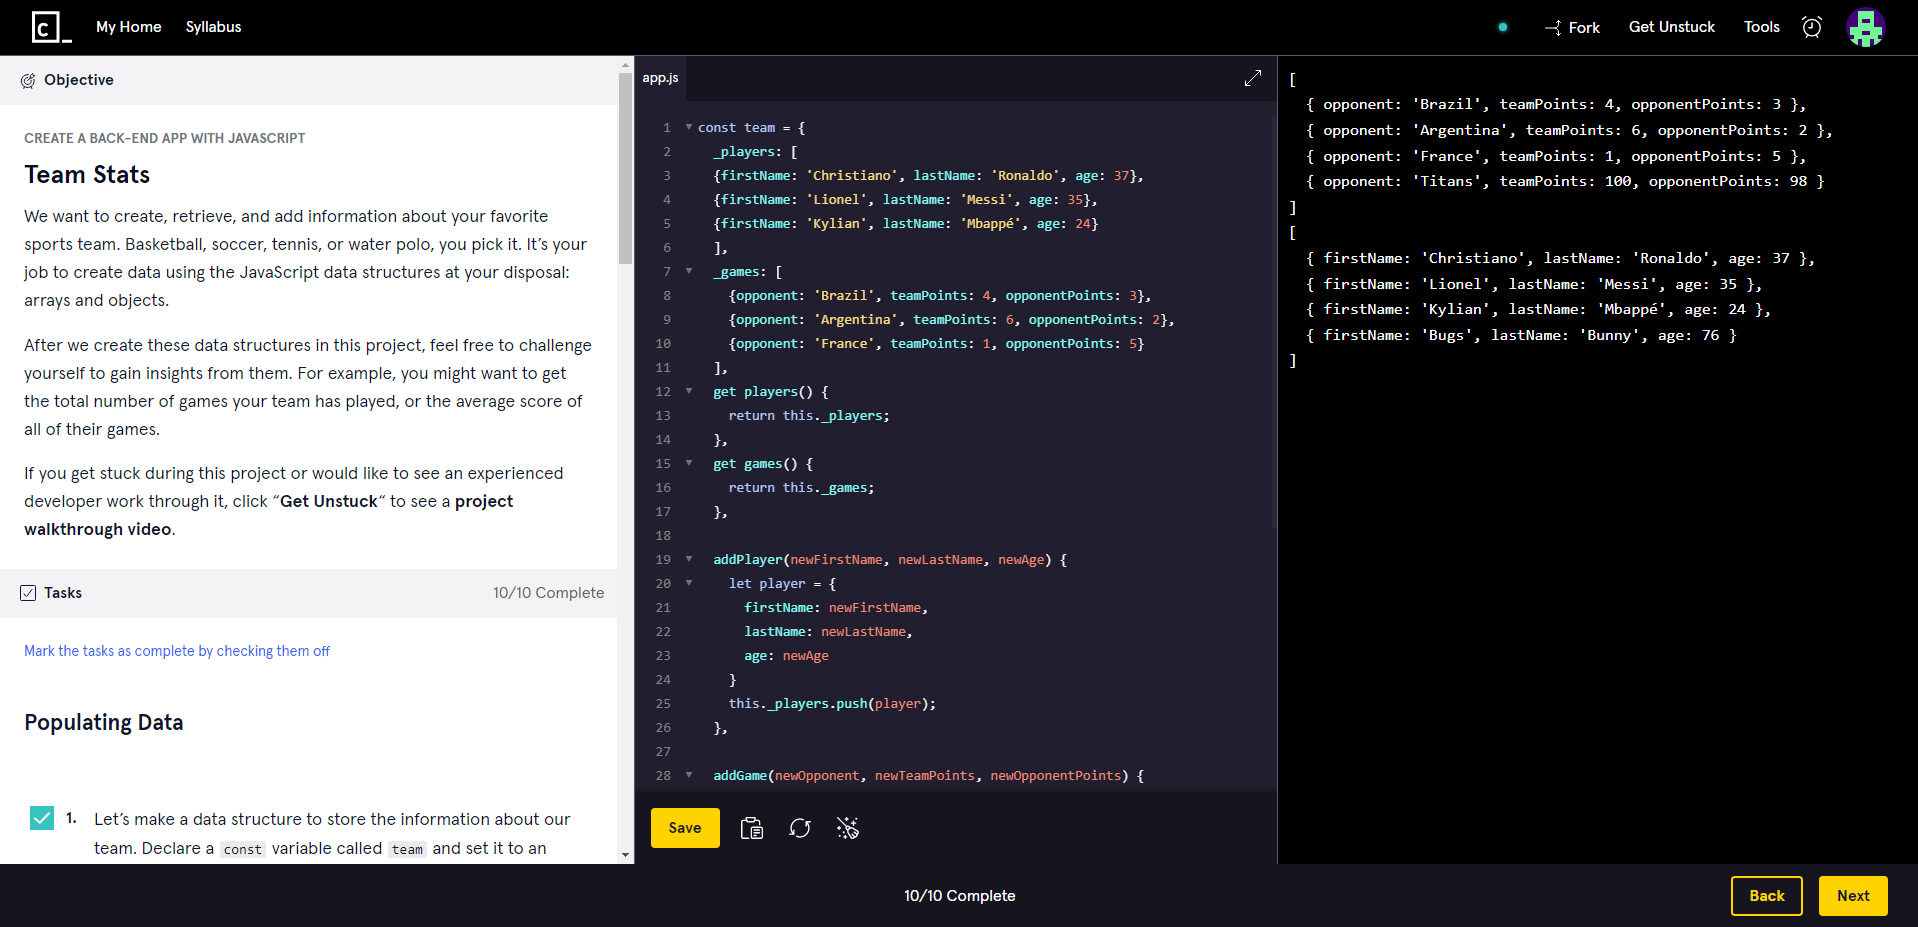 c_
My Home
Syllabus
Fork
Get Unstuck
Tools
Objective
CREATE A BACK-END APP WITH JAVASCRIPT
Team Stats
We want to create, retrieve, and add information about your favorite
sports team. Basketball, soccer, tennis, or water polo, you pick it. It’s your
job to create data using the JavaScript data structures at your disposal:
arrays and objects.
After we create these data structures in this project, feel free to challenge
yourself to gain insights from them. For example, you might want to get
the total number of games your team has played, or the average score of
all of their games.
If you get stuck during this project or would like to see an experienced
developer work through it, click “Get Unstuck“ to see a project
walkthrough video.
Tasks
10/10 Complete
Mark the tasks as complete by checking them off
Populating Data
1. Let’s make a data structure to store the information about our
team. Declare a const variable called team and set it to an
app.js
1 const team = {
2 _players: [
3 {firstName: 'Christiano', lastName: 'Ronaldo', age: 37},
4 {firstName: 'Lionel', lastName: 'Messi', age: 35},
5 {firstName: 'Kylian', lastName: 'Mbappé', age: 24}
6 ],
7 _games: [
8 {opponent: 'Brazil', teamPoints: 4, opponentPoints: 3},
9 {opponent: 'Argentina', teamPoints: 6, opponentPoints: 2},
10 {opponent: 'France', teamPoints: 1, opponentPoints: 5}
11 ],
12 get players() {
13 return this._players;
14 },
15 get games() {
16 return this._games;
17 },
18
19 addPlayer(newFirstName, newLastName, newAge) {
20 let player = {
21 firstName: newFirstName,
22 lastName: newLastName,
23 age: newAge
24 }
25 this._players.push(player);
26 },
27
28 addGame(newOpponent, newTeamPoints, newOpponentPoints) {
Save
[
{ opponent: 'Brazil', teamPoints: 4, opponentPoints: 3 },
{ opponent: 'Argentina', teamPoints: 6, opponentPoints: 2 },
{ opponent: 'France', teamPoints: 1, opponentPoints: 5 },
{ opponent: 'Titans', teamPoints: 100, opponentPoints: 98 }
]
[
{ firstName: 'Christiano', lastName: 'Ronaldo', age: 37 },
{ firstName: 'Lionel', lastName: 'Messi', age: 35 },
{ firstName: 'Kylian', lastName: 'Mbappé', age: 24 },
{ firstName: 'Bugs', lastName: 'Bunny', age: 76 }
]
10/10 Complete
Back
Next